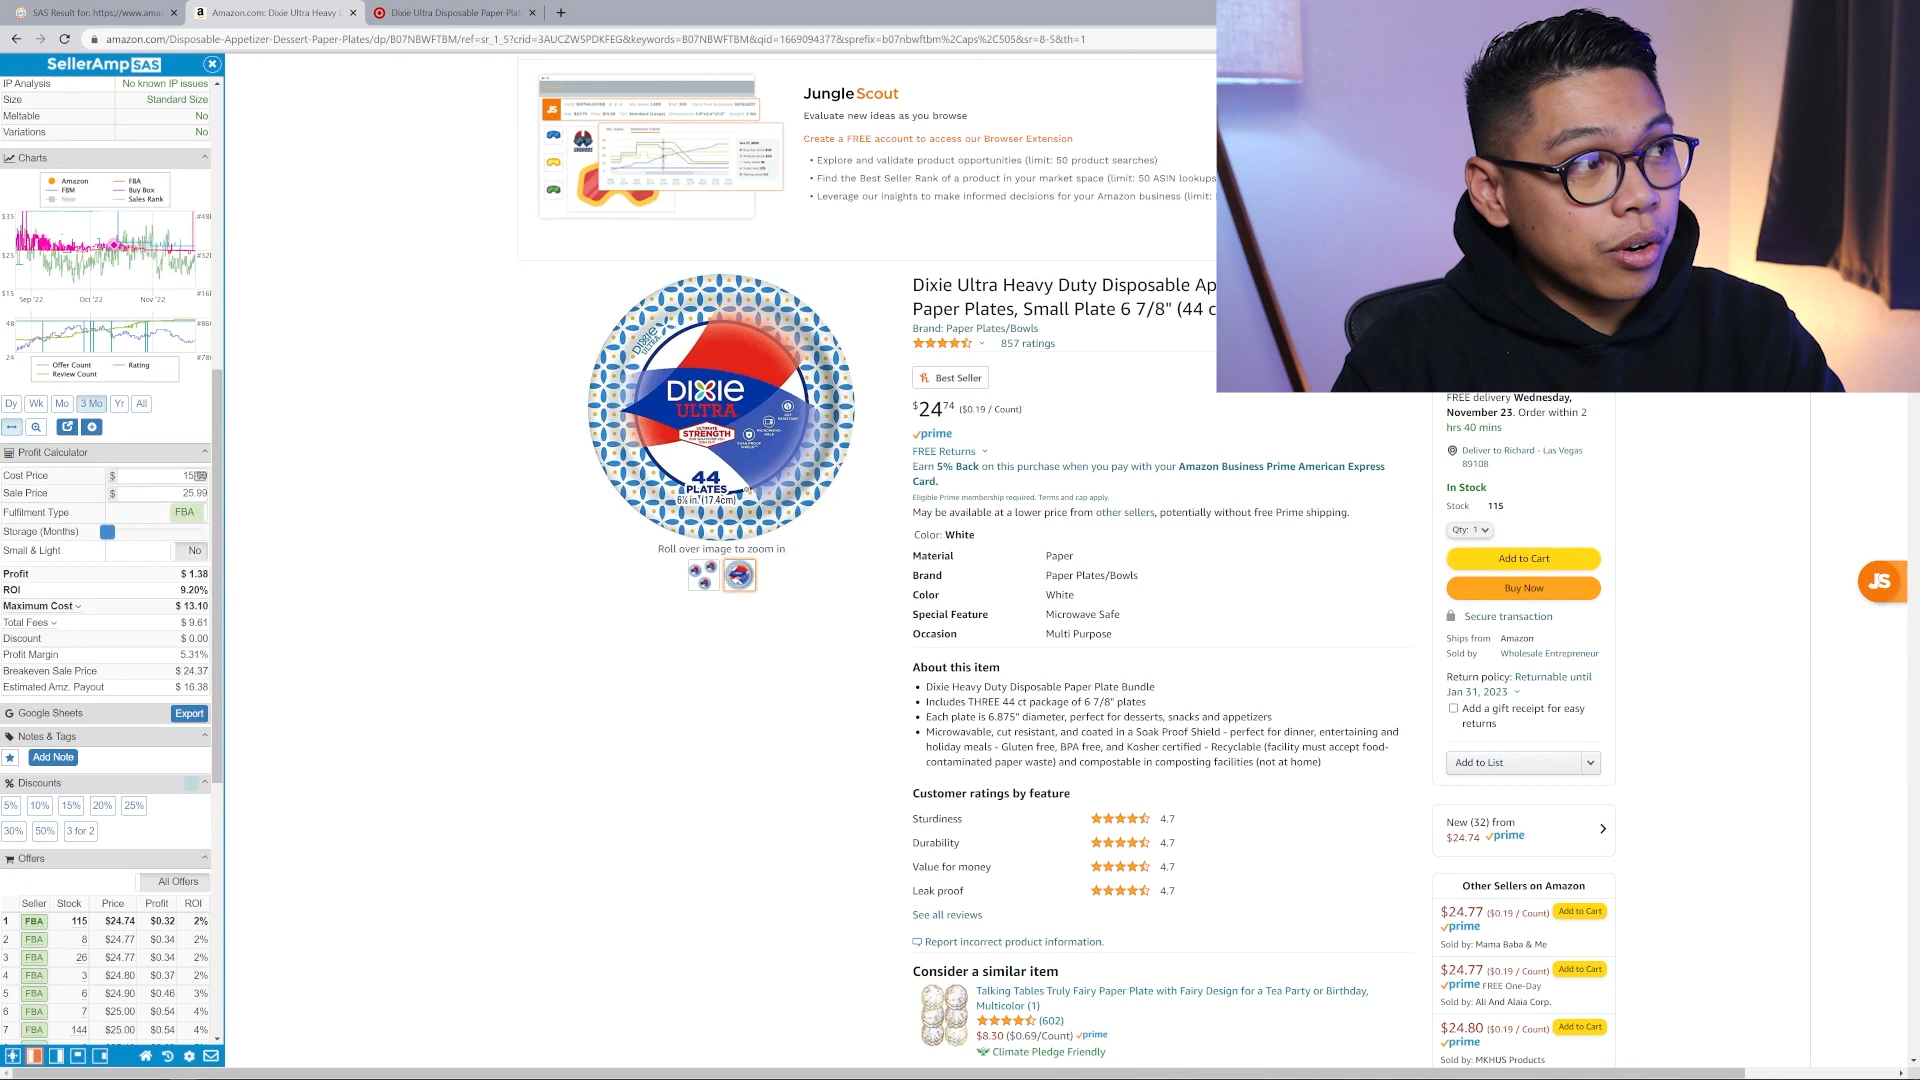 SAS Result for: https://www.ama
Amazon.com: Dixie Ultra Heavy D
Dixie Ultra Disposable Paper Plat
amazon.com/Disposable-Appetizer-Dessert-Paper-Plates/dp/B07NBWFTBM/ref=sr_1_5?crid=3AUCZW5PDKFEG&keywords=B07NBWFTBM&qid=1669094377&sprefix=b07nbwftbm%2Caps%2C505&sr=8-5&th=1
SellerAmp SAS
IP Analysis No known IP issues
Size Standard Size
Meltable No
Variations No
Charts
Amazon FBA
FBM Buy Box
New Sales Rank
$35
$25
$15
Sep '22 Oct '22 Nov '22
48
24
Offer Count Rating
Review Count
Dy Wk Mo 3 Mo Yr All
Profit Calculator
Cost Price $ 15
Sale Price $ 25.99
Fulfilment Type FBA
Storage (Months)
Small & Light No
Profit $ 1.38
ROI 9.20%
Maximum Cost $ 13.10
Total Fees $ 9.61
Discount $ 0.00
Profit Margin 5.31%
Breakeven Sale Price $ 24.37
Estimated Amz. Payout $ 16.38
Google Sheets Export
Notes & Tags
Add Note
Discounts
5% 10% 15% 20% 25%
30% 50% 3 for 2
Offers
All Offers
Seller Stock Price Profit ROI
1 FBA 115 $24.74 $0.32 2%
2 FBA 8 $24.77 $0.34 2%
3 FBA 26 $24.77 $0.34 2%
4 FBA 3 $24.80 $0.37 2%
5 FBA 6 $24.90 $0.46 3%
6 FBA 7 $25.00 $0.54 4%
7 FBA 144 $25.00 $0.54 4%
JS
Jungle Scout
Evaluate new ideas as you browse
Create a FREE account to access our Browser Extension
• Explore and validate product opportunities (limit: 50 product searches)
• Find the Best Seller Rank of a product in your market space (limit: 50 ASIN lookups
• Leverage our insights to make informed decisions for your Amazon business (limit:
DIXIE ULTRA
DIXIE
ULTRA
ULTIMATE
STRENGTH
44
PLATES
6⅞ in. (17.4cm)
Roll over image to zoom in
Dixie Ultra Heavy Duty Disposable Ap
Paper Plates, Small Plate 6 7/8" (44 c
Brand: Paper Plates/Bowls
857 ratings
Best Seller
$24 74 ($0.19 / Count)
prime
FREE Returns
Earn 5% Back on this purchase when you pay with your Amazon Business Prime American Express
Card.
Eligible Prime membership required. Terms and cap apply.
May be available at a lower price from other sellers, potentially without free Prime shipping.
Color: White
Material Paper
Brand Paper Plates/Bowls
Color White
Special Feature Microwave Safe
Occasion Multi Purpose
About this item
• Dixie Heavy Duty Disposable Paper Plate Bundle
• Includes THREE 44 ct package of 6 7/8" plates
• Each plate is 6.875" diameter, perfect for desserts, snacks and appetizers
• Microwavable, cut resistant, and coated in a Soak Proof Shield - perfect for dinner, entertaining and
holiday meals - Gluten free, BPA free, and Kosher certified - Recyclable (facility must accept food-
contaminated paper waste) and compostable in composting facilities (not at home)
Customer ratings by feature
Sturdiness 4.7
Durability 4.7
Value for money 4.7
Leak proof 4.7
See all reviews
Report incorrect product information.
Consider a similar item
Talking Tables Truly Fairy Paper Plate with Fairy Design for a Tea Party or Birthday,
Multicolor (1)
(602)
$8.30 ($0.69/Count) prime
Climate Pledge Friendly
FREE delivery Wednesday,
November 23. Order within 2
hrs 40 mins
Deliver to Richard - Las Vegas
89108
In Stock
Stock 115
Qty: 1
Add to Cart
Buy Now
Secure transaction
Ships from Amazon
Sold by Wholesale Entrepreneur
Return policy: Returnable until
Jan 31, 2023
Add a gift receipt for easy
returns
Add to List
New (32) from
$24.74 prime
Other Sellers on Amazon
$24.77 ($0.19 / Count) Add to Cart
prime
Sold by: Mama Baba & Me
$24.77 ($0.19 / Count) Add to Cart
prime FREE One-Day
Sold by: Ali And Alaia Corp.
$24.80 ($0.19 / Count) Add to Cart
prime
Sold by: MKHUS Products
JS